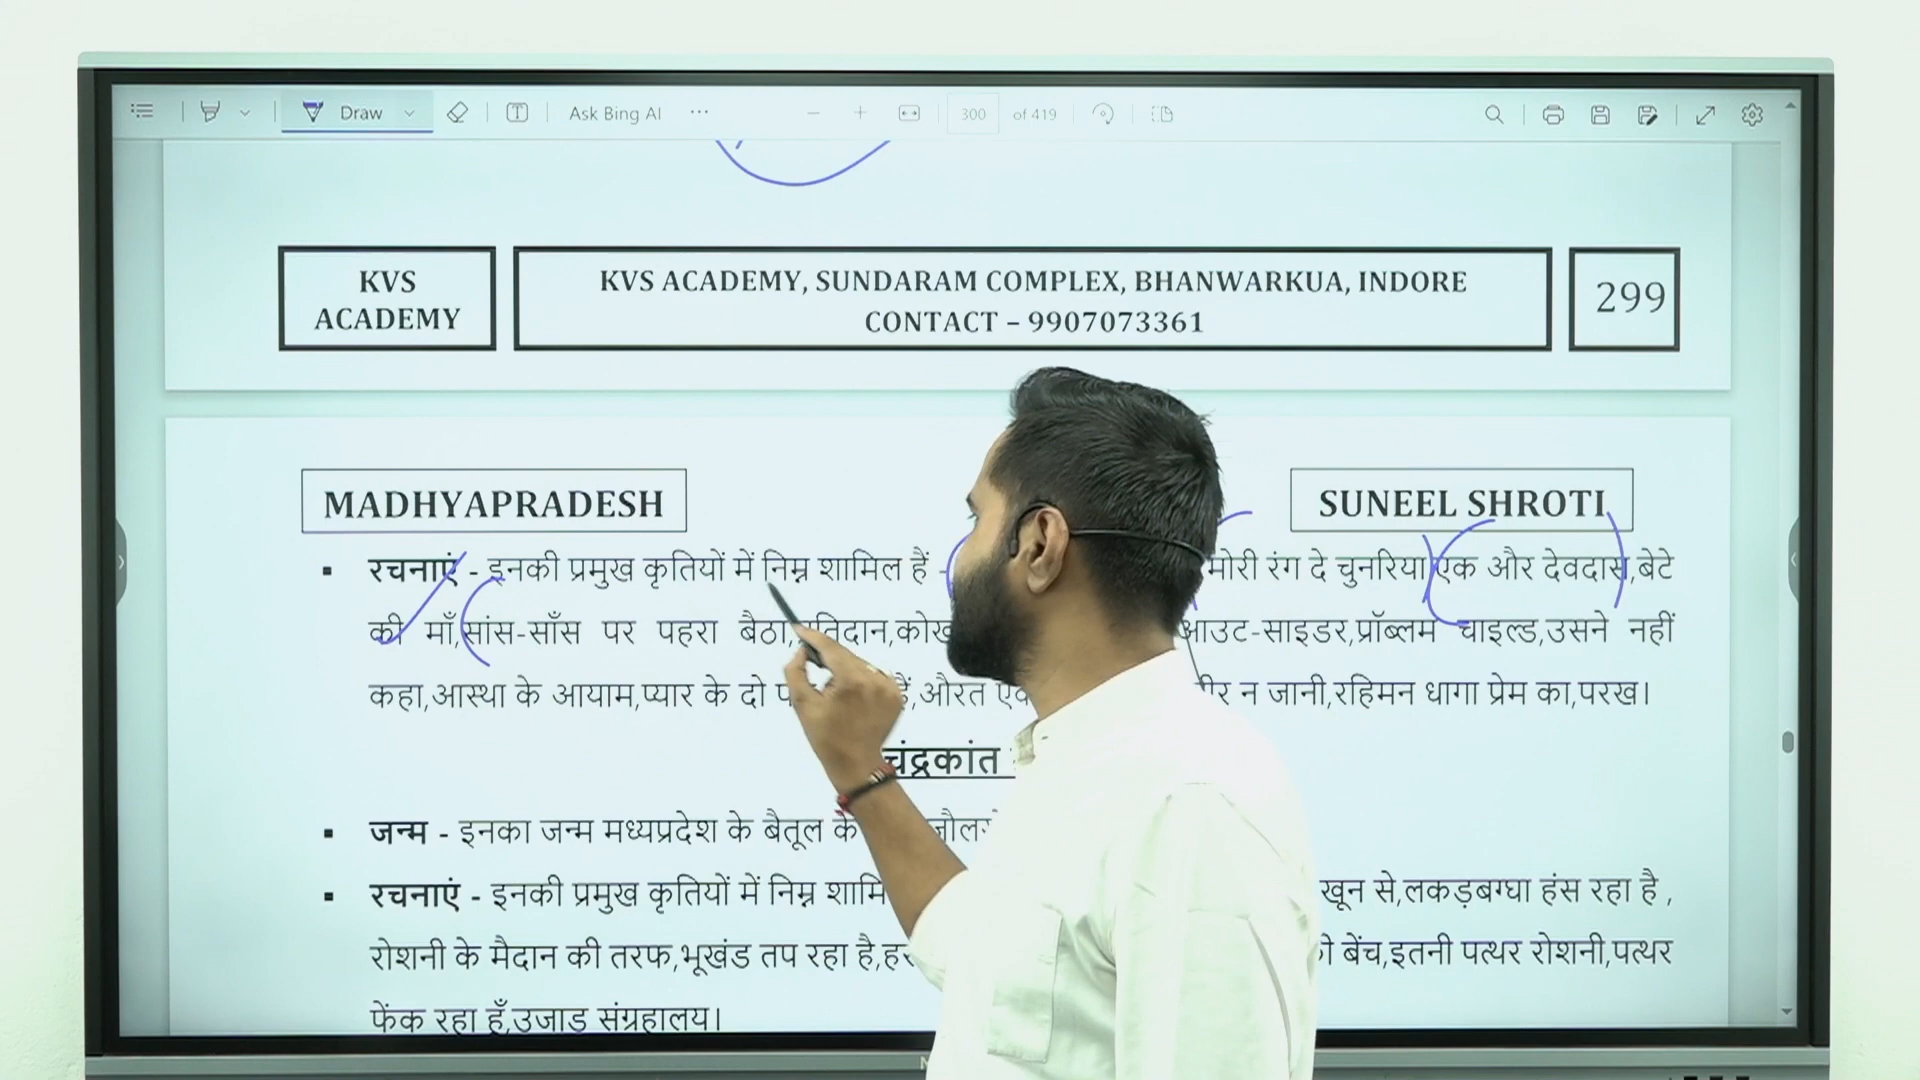 Draw
Ask Bing AI
300 of 419
KVS
ACADEMY
KVS ACADEMY, SUNDARAM COMPLEX, BHANWARKUA, INDORE
CONTACT – 9907073361
299
MADHYAPRADESH
SUNEEL SHROTI
▪ रचनाएं - इनकी प्रमुख कृतियों में निम्न शामिल हैं - मोरी रंग दे चुनरिया एक और देवदास,बेटे
की माँ,सांस-साँस पर पहरा बैठा, आउट-साइडर,प्रॉब्लम चाइल्ड,उसने नहीं
कहा,आस्था के आयाम,प्यार के दो हैं,औरत न जानी,रहिमन धागा प्रेम का,परख।
चंद्रकांत
▪ जन्म - इनका जन्म मध्यप्रदेश के बैतूल के
▪ रचनाएं - इनकी प्रमुख कृतियों में निम्न खून से,लकड़बग्घा हंस रहा है ,
रोशनी के मैदान की तरफ,भूखंड तप रहा है, बेंच,इतनी पत्थर रोशनी,पत्थर
फेंक रहा हूँ,उजाड़ संग्रहालय।